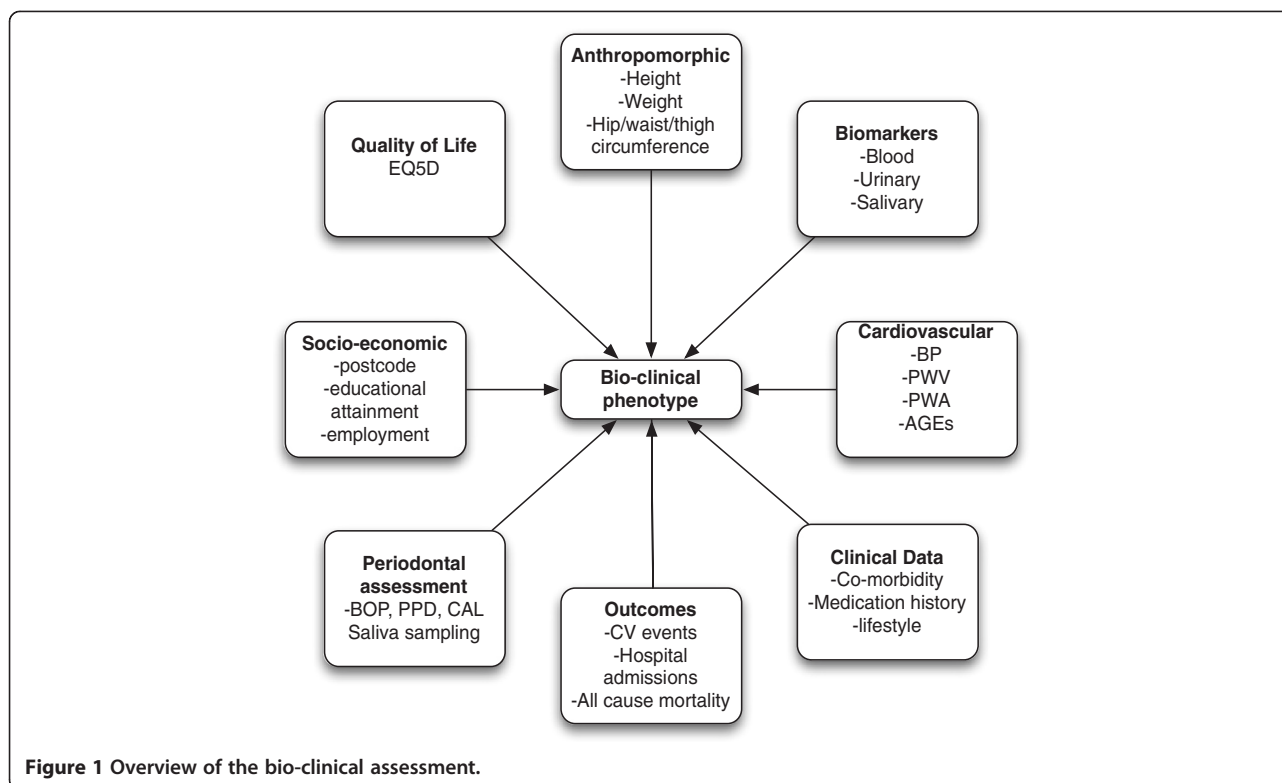 Anthropomorphic
-Height
-Weight
-Hip/waist/thigh
circumference
Quality of Life
EQ5D
Biomarkers
-Blood
-Urinary
-Salivary
Socio-economic
-postcode
-educational
attainment
-employment
Bio-clinical
phenotype
Cardiovascular
-BP
-PWV
-PWA
-AGEs
Periodontal
assessment
-BOP, PPD, CAL
Saliva sampling
Outcomes
-CV events
-Hospital
admissions
-All cause mortality
Clinical Data
-Co-morbidity
-Medication history
-lifestyle
Figure 1 Overview of the bio-clinical assessment.